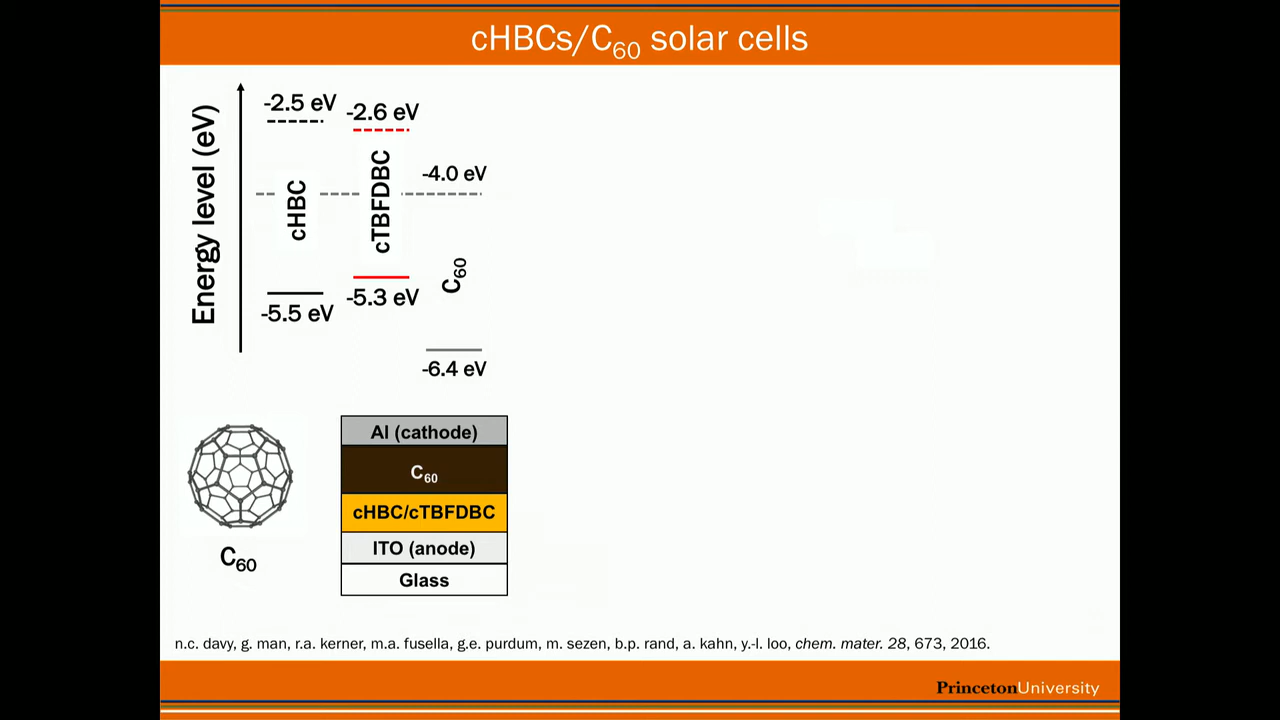 cHBCs/C60 solar cells
Energy level (eV)
-2.5 eV
-2.6 eV
-4.0 eV
cHBC
cTBFDBC
C60
-5.5 eV
-5.3 eV
-6.4 eV
C60
Al (cathode)
C60
cHBC/cTBFDBC
ITO (anode)
Glass
n.c. davy, g. man, r.a. kerner, m.a. fusella, g.e. purdum, m. sezen, b.p. rand, a. kahn, y.-l. loo, chem. mater. 28, 673, 2016.
PrincetonUniversity